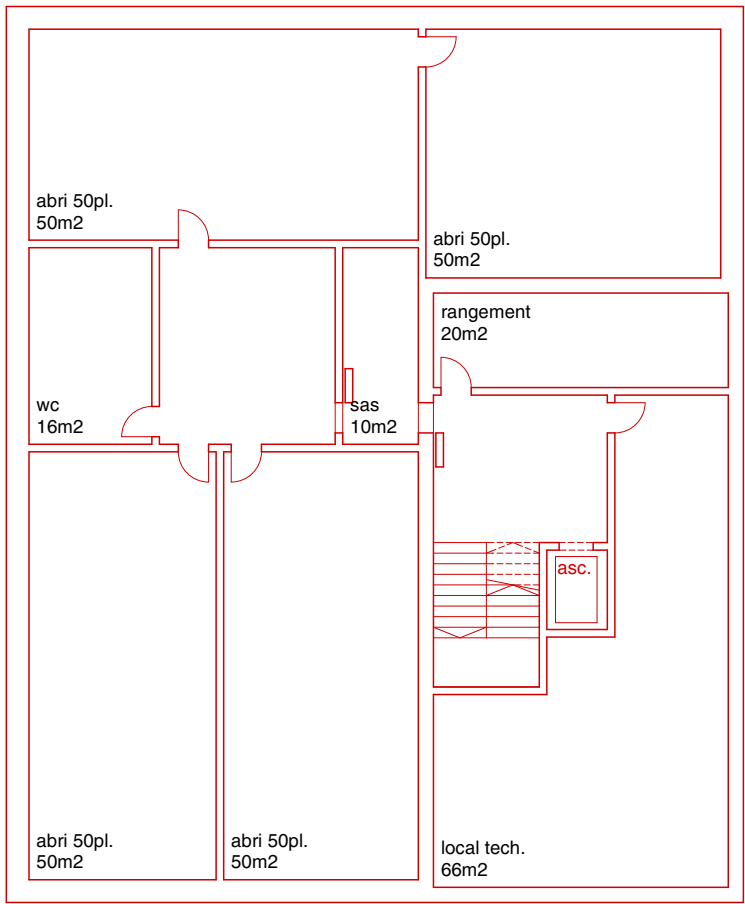 abri 50pl.
50m2
abri 50pl.
50m2
rangement
20m2
wc
16m2
sas
10m2
asc.
abri 50pl.
50m2
abri 50pl.
50m2
local tech.
66m2